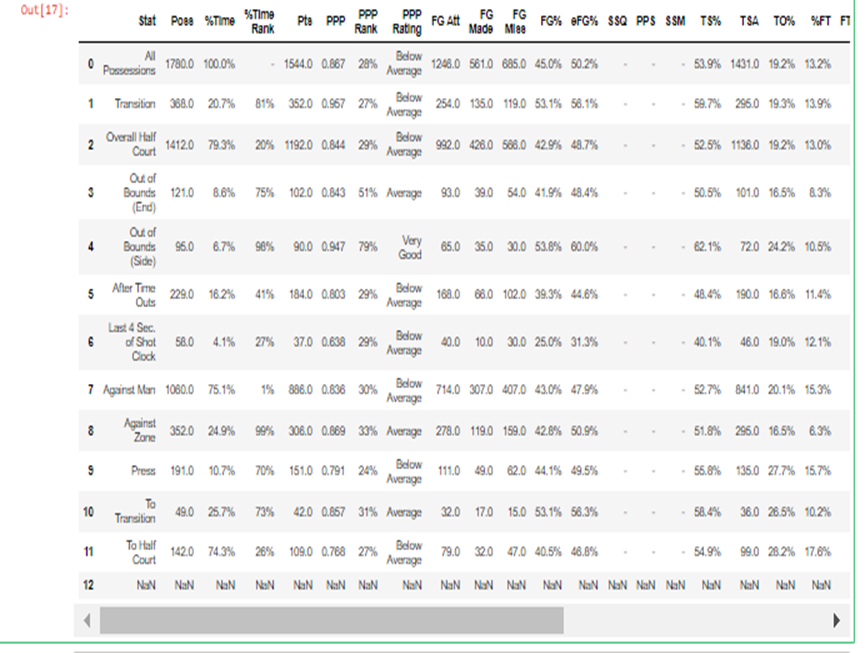 Out[17]:
Stat Poss %Time %Time Rank Pts PPP PPP Rank PPP Rating FG Att FG Made FG Miss FG% eFG% SSQ PPS SSM TS% TSA TO% %FT FT
0 All Possessions 1780.0 100.0% - 1544.0 0.867 28% Below Average 1246.0 561.0 685.0 45.0% 50.2% - - - 53.9% 1431.0 19.2% 13.2%
1 Transition 368.0 20.7% 81% 352.0 0.957 27% Below Average 254.0 135.0 119.0 53.1% 56.1% - - - 59.7% 295.0 19.3% 13.9%
2 Overall Half Court 1412.0 79.3% 20% 1192.0 0.844 29% Below Average 992.0 426.0 566.0 42.9% 48.7% - - - 52.5% 1136.0 19.2% 13.0%
3 Out of Bounds (End) 121.0 8.6% 75% 102.0 0.843 51% Average 93.0 39.0 54.0 41.9% 48.4% - - - 50.5% 101.0 16.5% 8.3%
4 Out of Bounds (Side) 95.0 6.7% 98% 90.0 0.947 79% Very Good 65.0 35.0 30.0 53.8% 60.0% - - - 62.1% 72.0 24.2% 10.5%
5 After Time Outs 229.0 16.2% 41% 184.0 0.803 29% Below Average 168.0 66.0 102.0 39.3% 44.6% - - - 48.4% 190.0 16.6% 11.4%
6 Last 4 Sec. of Shot Clock 58.0 4.1% 27% 37.0 0.638 29% Below Average 40.0 10.0 30.0 25.0% 31.3% - - - 40.1% 46.0 19.0% 12.1%
7 Against Man 1060.0 75.1% 1% 886.0 0.836 30% Below Average 714.0 307.0 407.0 43.0% 47.9% - - - 52.7% 841.0 20.1% 15.3%
8 Against Zone 352.0 24.9% 99% 306.0 0.869 33% Average 278.0 119.0 159.0 42.8% 50.9% - - - 51.8% 295.0 16.5% 6.3%
9 Press 191.0 10.7% 70% 151.0 0.791 24% Below Average 111.0 49.0 62.0 44.1% 49.5% - - - 55.8% 135.0 27.7% 15.7%
10 To Transition 49.0 25.7% 73% 42.0 0.857 31% Average 32.0 17.0 15.0 53.1% 56.3% - - - 58.4% 36.0 26.5% 10.2%
11 To Half Court 142.0 74.3% 26% 109.0 0.768 27% Below Average 79.0 32.0 47.0 40.5% 46.8% - - - 54.9% 99.0 28.2% 17.6%
12 NaN NaN NaN NaN NaN NaN NaN NaN NaN NaN NaN NaN NaN NaN NaN NaN NaN NaN NaN NaN